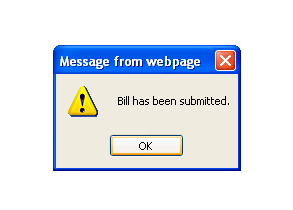 Message from webpage
Bill has been submitted.
OK